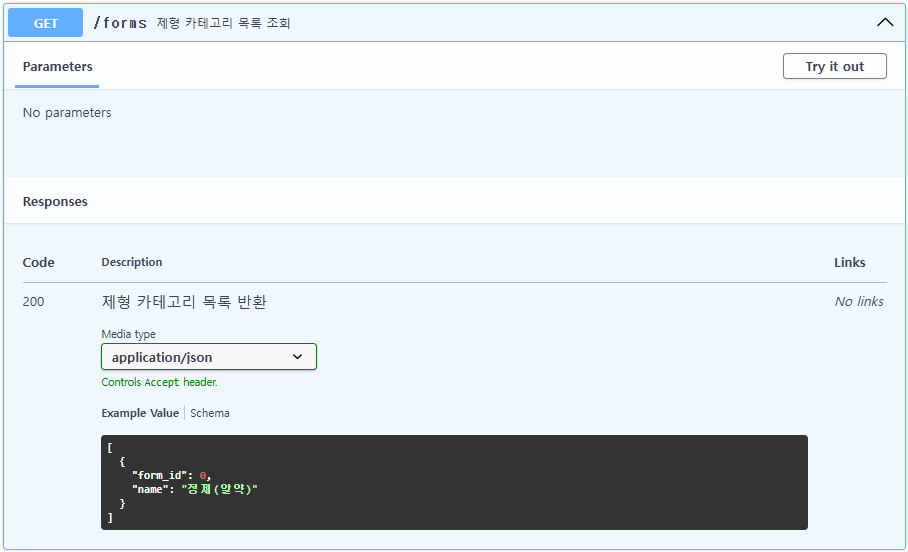 GET /forms 제형 카테고리 목록 조회
Parameters
Try it out
No parameters
Responses
Code Description Links
200 제형 카테고리 목록 반환 No links
Media type
application/json
Controls Accept header.
Example Value Schema
[
{
"form_id": 0,
"name": "정제(알약)"
}
]